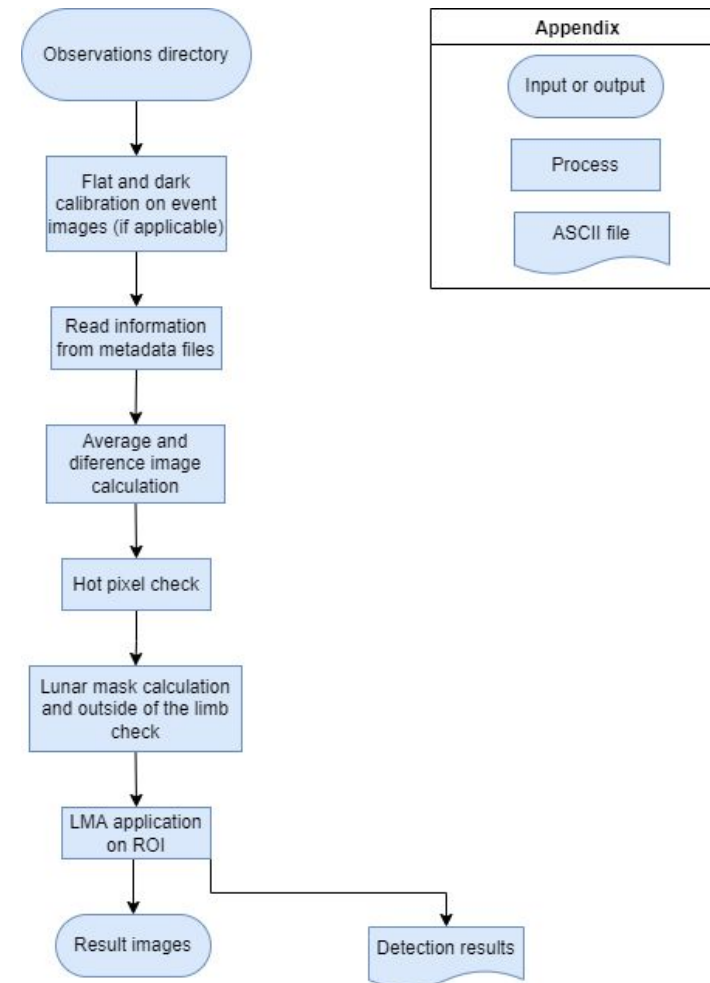 Observations directory
Flat and dark
calibration on event
images (if applicable)
Read information
from metadata files
Average and
diference image
calculation
Hot pixel check
Lunar mask calculation
and outside of the limb
check
LMA application
on ROI
Result images
Detection results
Appendix
Input or output
Process
ASCII file